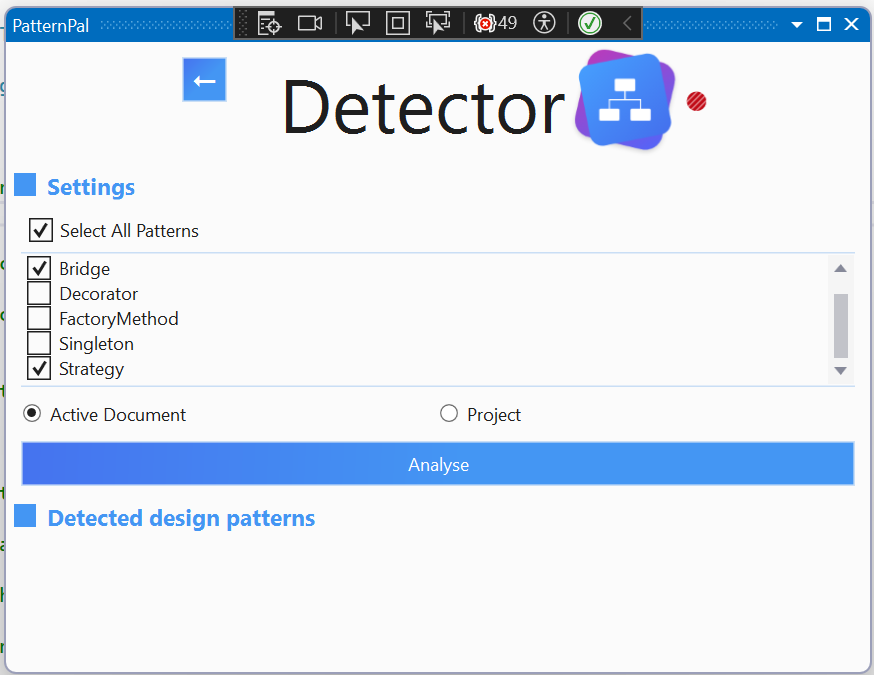 PatternPal
49
Detector
Settings
Select All Patterns
Bridge
Decorator
FactoryMethod
Singleton
Strategy
Active Document Project
Analyse
Detected design patterns